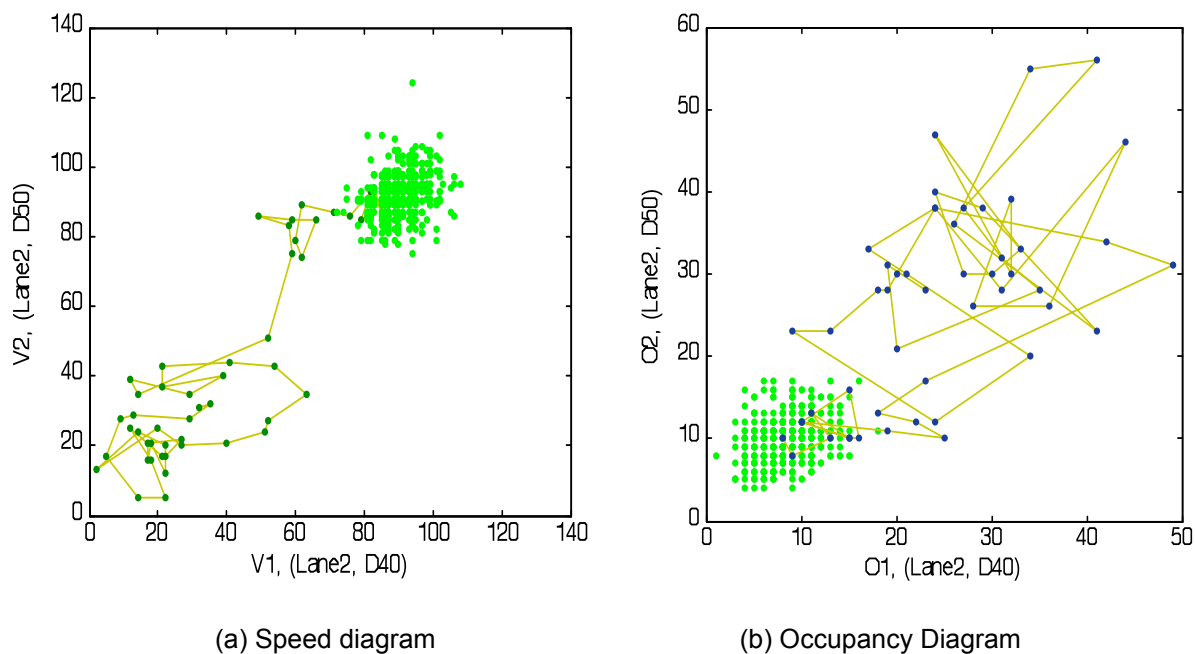 140
120
100
80
60
40
20
0
V2, (Lane2, D50)
0 20 40 60 80 100 120 140
V1, (Lane2, D40)
(a) Speed diagram
60
50
40
30
20
10
0
O2, (Lane2, D50)
0 10 20 30 40 50
O1, (Lane2, D40)
(b) Occupancy Diagram